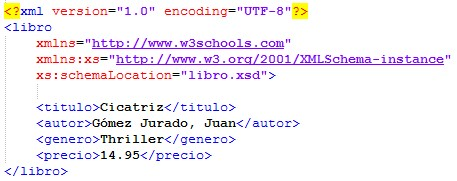 <?xml version="1.0" encoding="UTF-8"?>
<libro
xmlns="http://www.w3schools.com"
xmlns:xs="http://www.w3.org/2001/XMLSchema-instance"
xs:schemaLocation="libro.xsd">
<titulo>Cicatriz</titulo>
<autor>Gómez Jurado, Juan</autor>
<genero>Thriller</genero>
<precio>14.95</precio>
</libro>